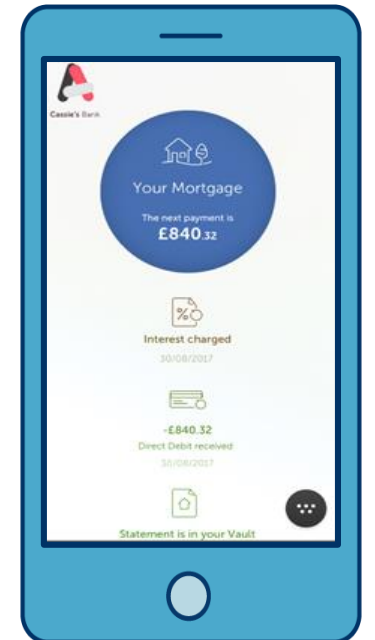 Cassie's Bank
Your Mortgage
The next payment is
£840.32
Interest charged
30/08/2017
-£840.32
Direct Debit received
30/08/2017
Statement is in your Vault